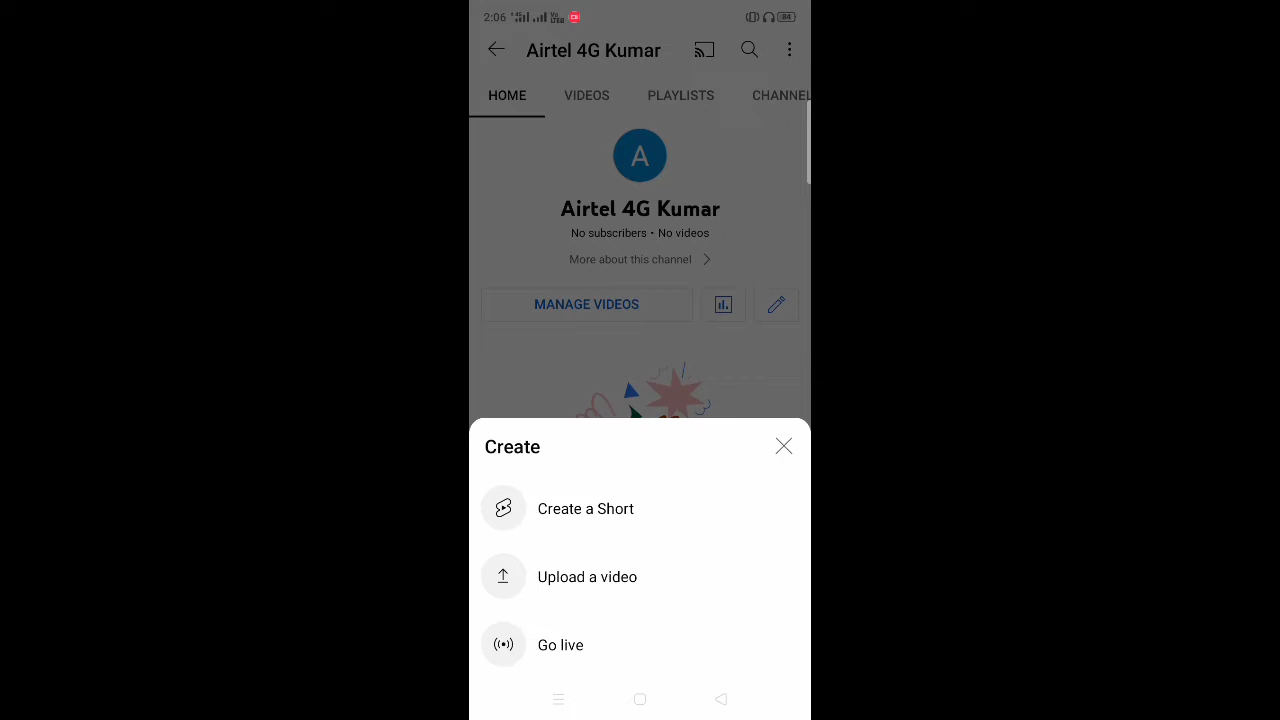 2:06 84
Airtel 4G Kumar
HOME VIDEOS PLAYLISTS CHANNEL
A
Airtel 4G Kumar
No subscribers • No videos
More about this channel
MANAGE VIDEOS
Create
Create a Short
Upload a video
Go live